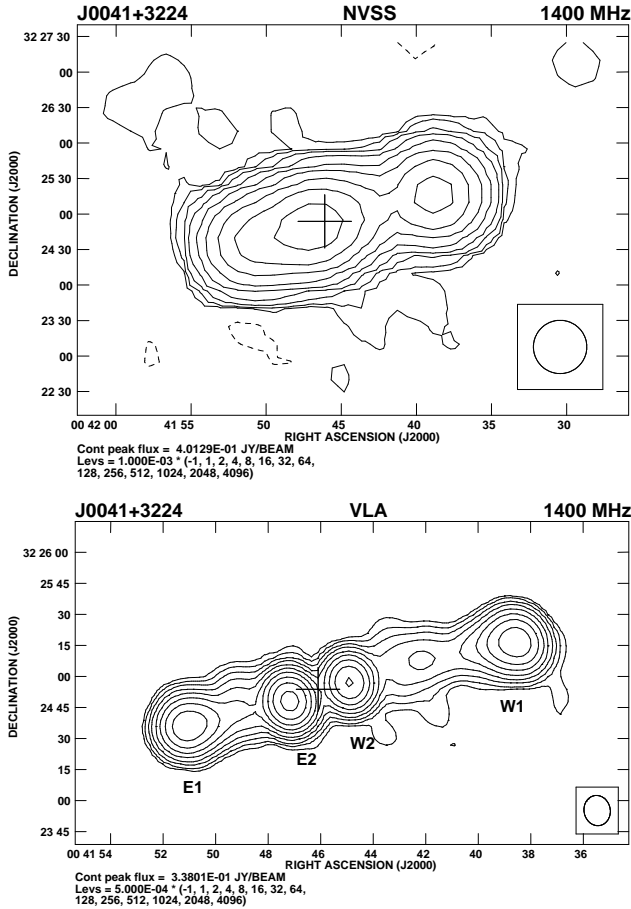 J0041+3224 NVSS 1400 MHz
32 27 30
00
26 30
00
25 30
00
24 30
00
23 30
00
22 30
DECLINATION (J2000)
00 42 00 41 55 50 45 40 35 30
RIGHT ASCENSION (J2000)
Cont peak flux = 4.0129E-01 JY/BEAM
Levs = 1.000E-03 * (-1, 1, 2, 4, 8, 16, 32, 64,
128, 256, 512, 1024, 2048, 4096)
J0041+3224 VLA 1400 MHz
32 26 00
25 45
30
15
00
24 45
30
15
00
23 45
DECLINATION (J2000)
W1
W2
E2
E1
00 41 54 52 50 48 46 44 42 40 38 36
RIGHT ASCENSION (J2000)
Cont peak flux = 3.3801E-01 JY/BEAM
Levs = 5.000E-04 * (-1, 1, 2, 4, 8, 16, 32, 64,
128, 256, 512, 1024, 2048, 4096)